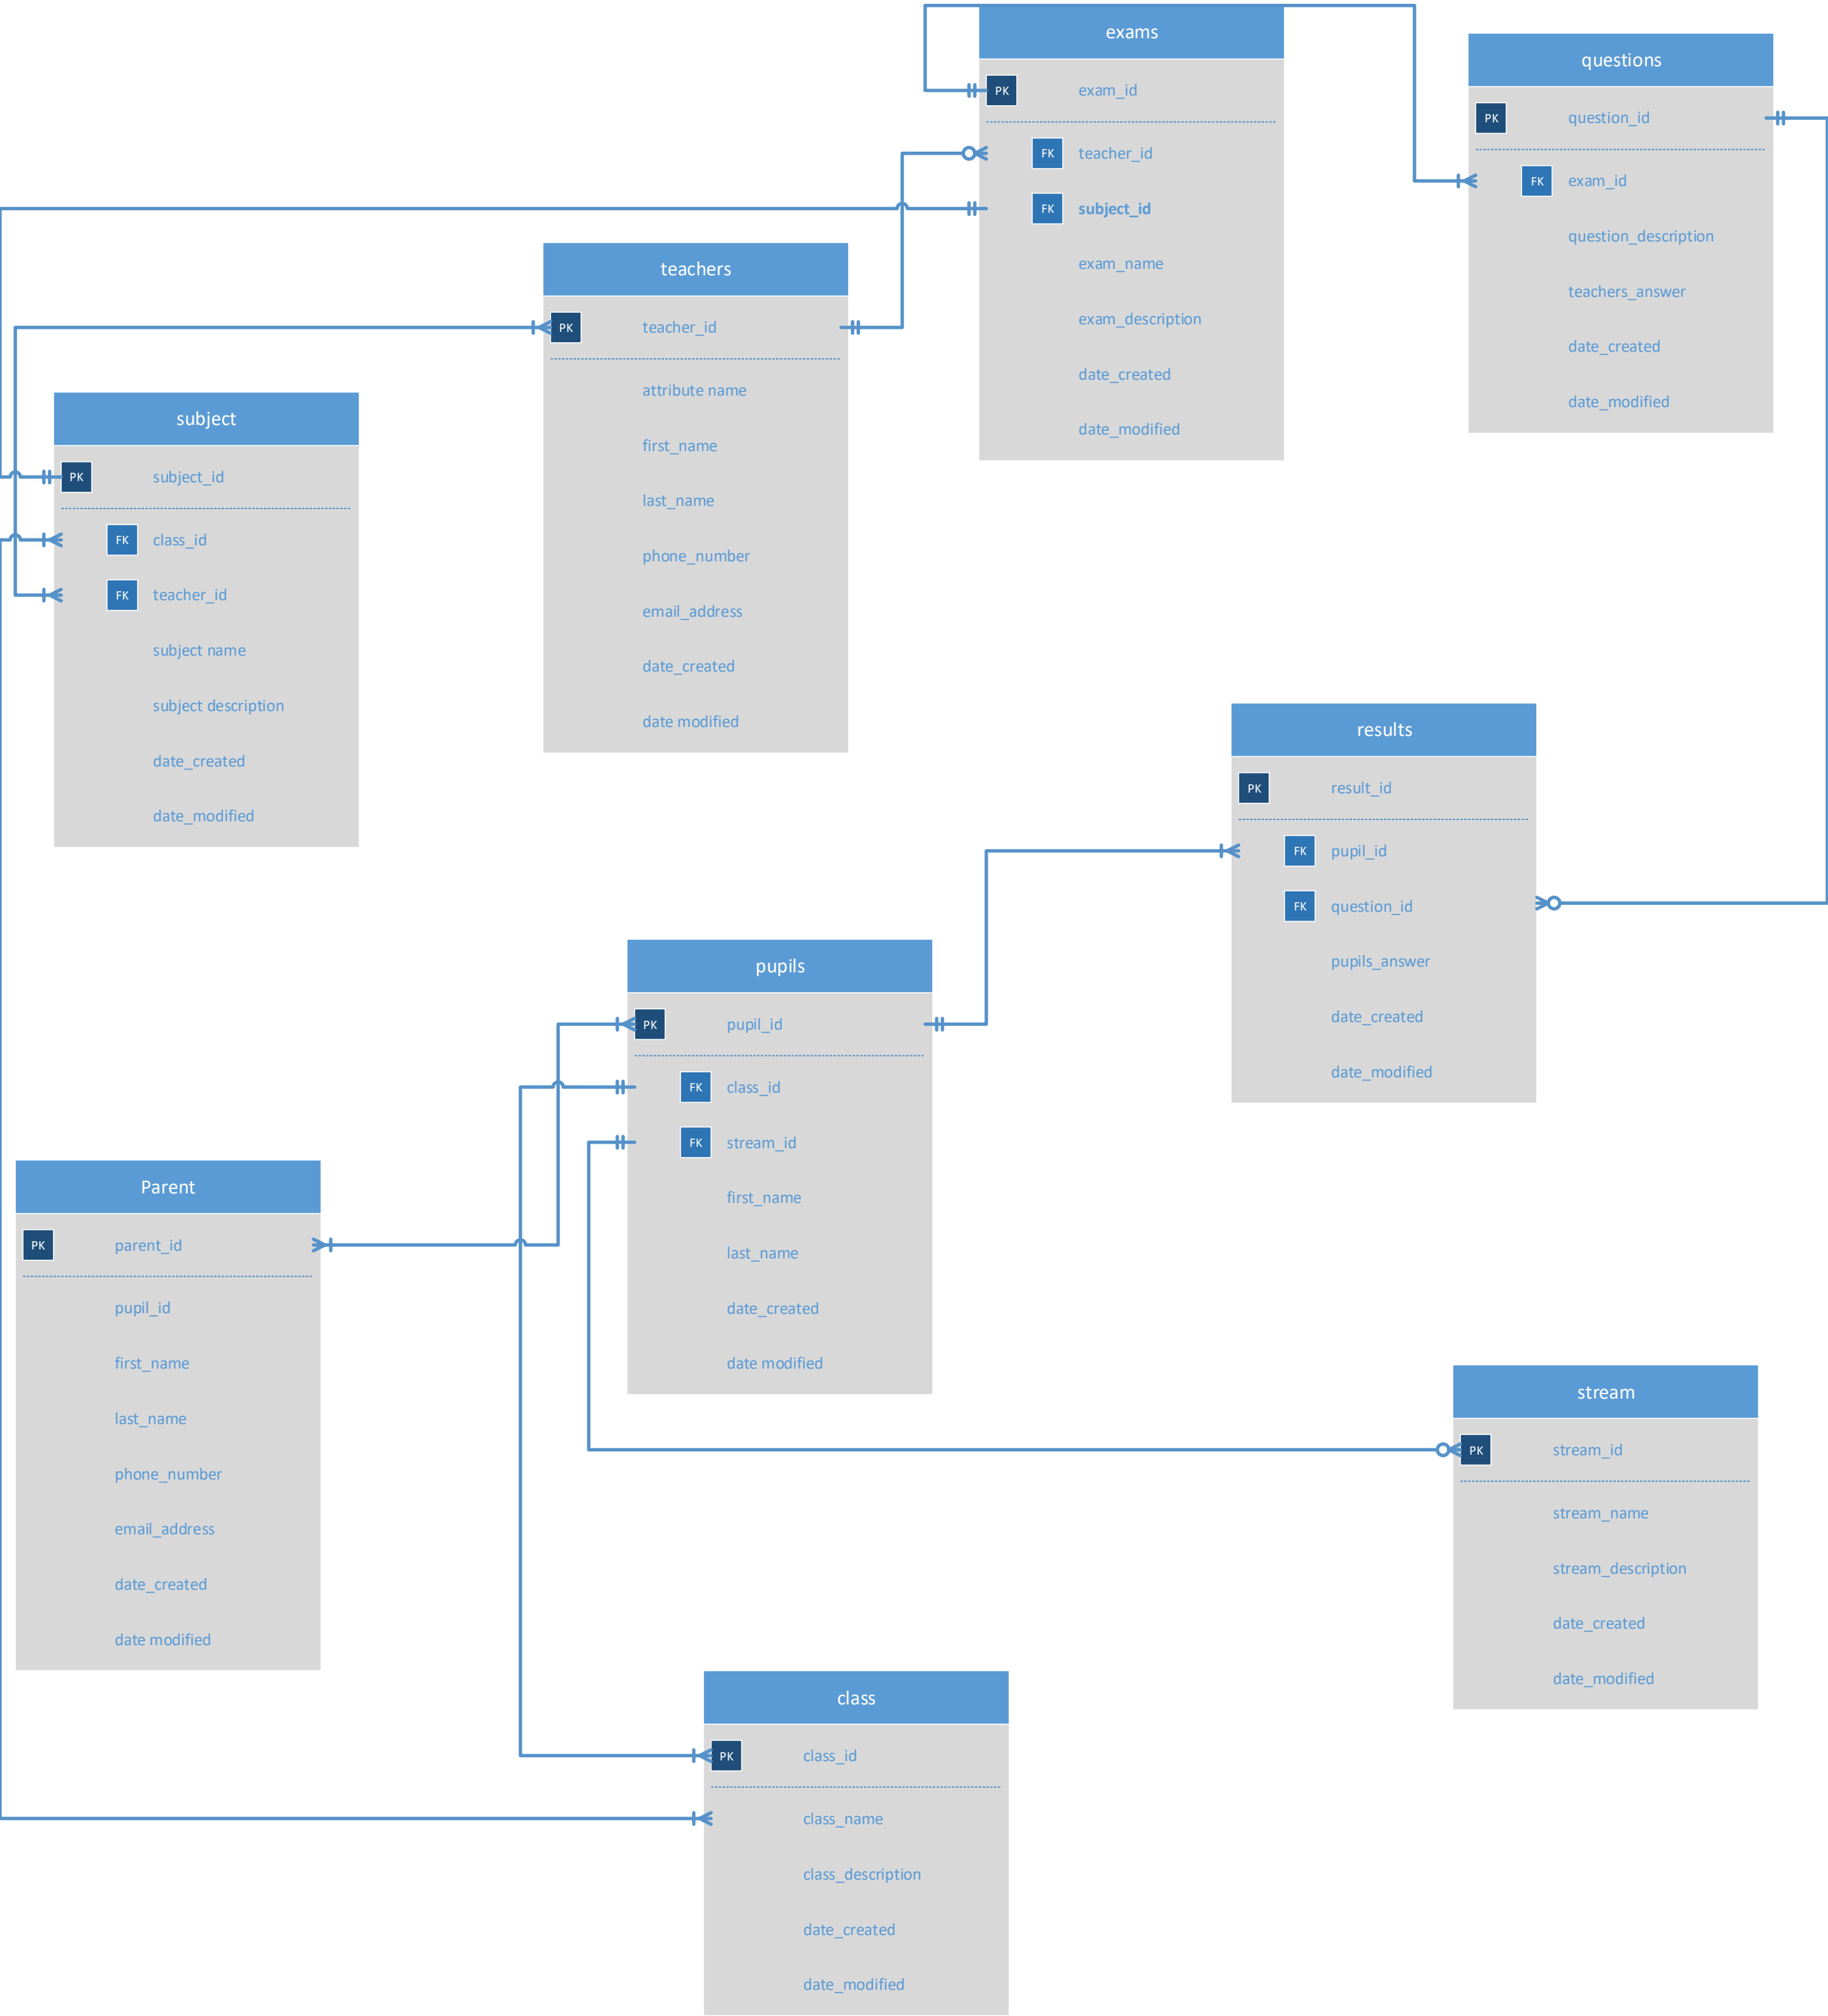 exams
PK exam_id
FK teacher_id
FK subject_id
exam_name
exam_description
date_created
date_modified
questions
PK question_id
FK exam_id
question_description
teachers_answer
date_created
date_modified
teachers
PK teacher_id
attribute name
first_name
last_name
phone_number
email_address
date_created
date modified
subject
PK subject_id
FK class_id
FK teacher_id
subject name
subject description
date_created
date_modified
results
PK result_id
FK pupil_id
FK question_id
pupils_answer
date_created
date_modified
pupils
PK pupil_id
FK class_id
FK stream_id
first_name
last_name
date_created
date modified
Parent
PK parent_id
pupil_id
first_name
last_name
phone_number
email_address
date_created
date modified
stream
PK stream_id
stream_name
stream_description
date_created
date_modified
class
PK class_id
class_name
class_description
date_created
date_modified